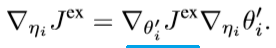 ∇_{η_i} J^{ex} = ∇_{θ'_i} J^{ex} ∇_{η_i} θ'_i.